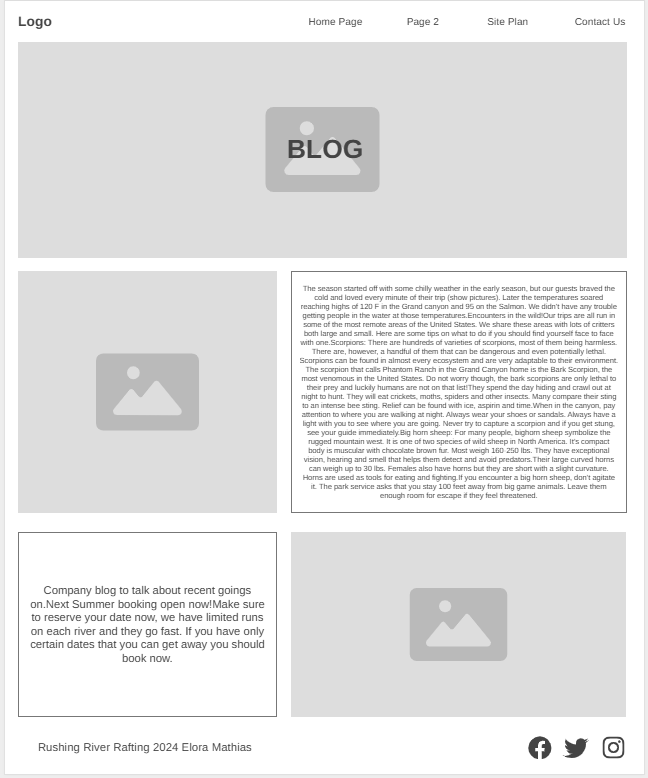 Logo
Home Page
Page 2
Site Plan
Contact Us
BLOG
The season started off with some chilly weather in the early season, but our guests braved the
cold and loved every minute of their trip (show pictures). Later the temperatures soared
reaching highs of 120 F in the Grand canyon and 95 on the Salmon. We didn't have any trouble
getting people in the water at those temperatures.Encounters in the wild!Our trips are all run in
some of the most remote areas of the United States. We share these areas with lots of critters
both large and small. Here are some tips on what to do if you should find yourself face to face
with one.Scorpions: There are hundreds of varieties of scorpions, most of them being harmless.
There are, however, a handful of them that can be dangerous and even potentially lethal.
Scorpions can be found in almost every ecosystem and are very adaptable to their environment.
The scorpion that calls Phantom Ranch in the Grand Canyon home is the Bark Scorpion, the
most venomous in the United States. Do not worry though, the bark scorpions are only lethal to
their prey and luckily humans are not on that list!They spend the day hiding and crawl out at
night to hunt. They will eat crickets, moths, spiders and other insects. Many compare their sting
to an intense bee sting. Relief can be found with ice, aspirin and time.When in the canyon, pay
attention to where you are walking at night. Always wear your shoes or sandals. Always have a
light with you to see where you are going. Never try to capture a scorpion and if you get stung,
see your guide immediately.Big horn sheep: For many people, bighorn sheep symbolize the
rugged mountain west. It is one of two species of wild sheep in North America. It's compact
body is muscular with chocolate brown fur. Most weigh 160 250 lbs. They have exceptional
vision, hearing and smell that helps them detect and avoid predators.Their large curved horns
can weigh up to 30 lbs. Females also have horns but they are short with a slight curvature.
Horns are used as tools for eating and fighting.If you encounter a big horn sheep, don't agitate
it. The park service asks that you stay 100 feet away from big game animals. Leave them
enough room for escape if they feel threatened.
Company blog to talk about recent goings
on.Next Summer booking open now!Make sure
to reserve your date now, we have limited runs
on each river and they go fast. If you have only
certain dates that you can get away you should
book now.
Rushing River Rafting 2024 Elora Mathias